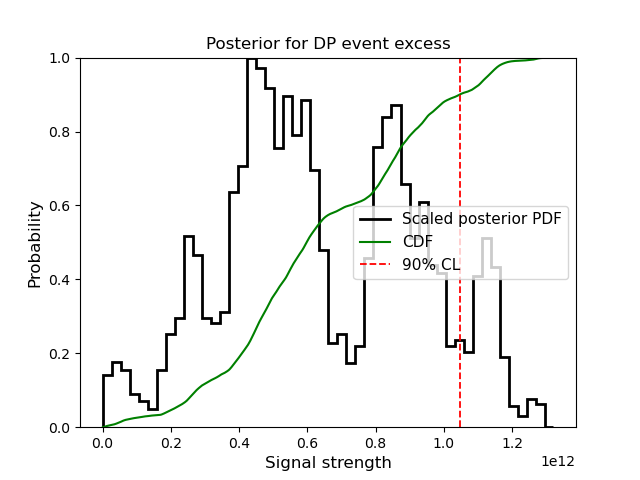 Posterior for DP event excess
1.0
0.8
0.6
0.4
0.2
0.0
Probability
Scaled posterior PDF
CDF
90% CL
0.0 0.2 0.4 0.6 0.8 1.0 1.2
1e12
Signal strength